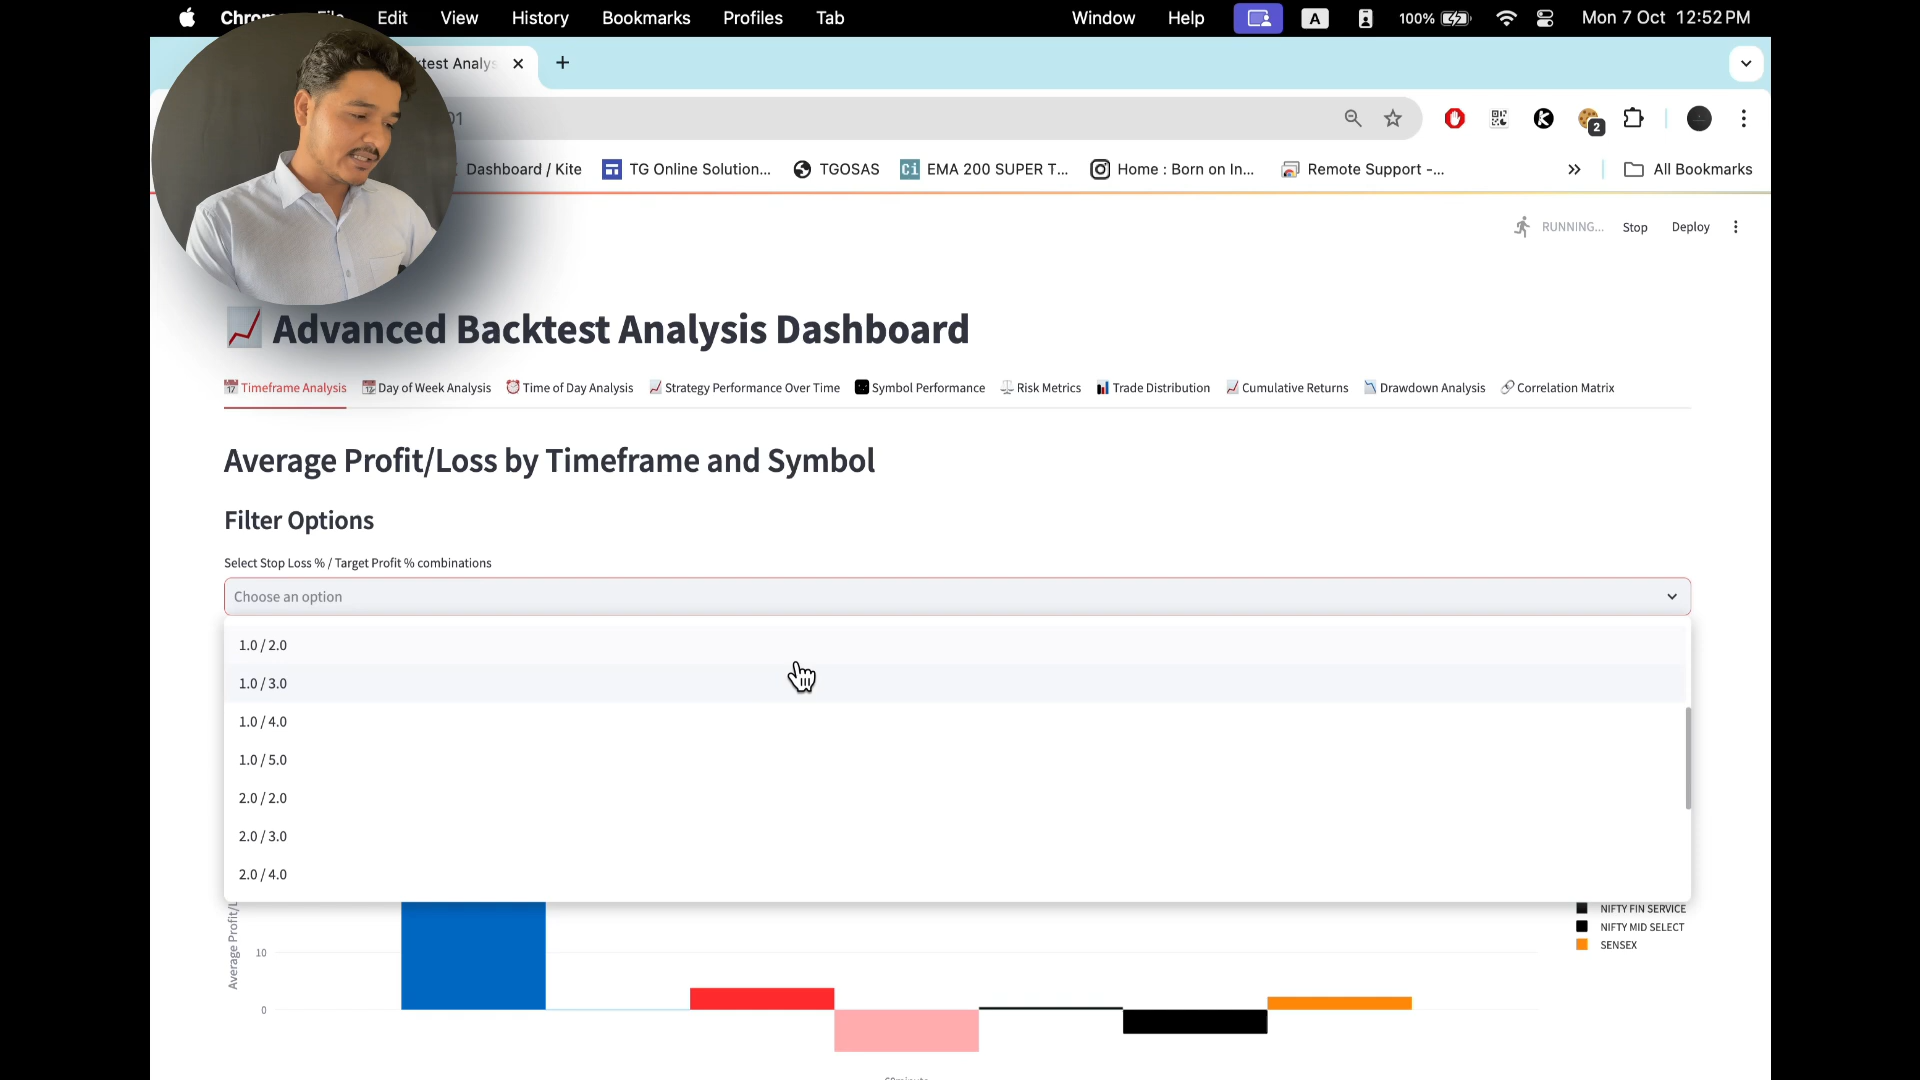 Edit View History Bookmarks Profiles Tab Window Help A 100% Mon 7 Oct 12:52 PM
01
Dashboard / Kite TG Online Solution... TGOSAS Ci EMA 200 SUPER T... Home : Born on In... Remote Support -... » All Bookmarks
2
RUNNING... Stop Deploy
Advanced Backtest Analysis Dashboard
Timeframe Analysis Day of Week Analysis Time of Day Analysis Strategy Performance Over Time Symbol Performance Risk Metrics Trade Distribution Cumulative Returns Drawdown Analysis Correlation Matrix
Average Profit/Loss by Timeframe and Symbol
Filter Options
Select Stop Loss % / Target Profit % combinations
Choose an option
1.0 / 2.0
1.0 / 3.0
1.0 / 4.0
1.0 / 5.0
2.0 / 2.0
2.0 / 3.0
2.0 / 4.0
NIFTY FIN SERVICE
NIFTY MID SELECT
SENSEX
Average Profit/L
10
0